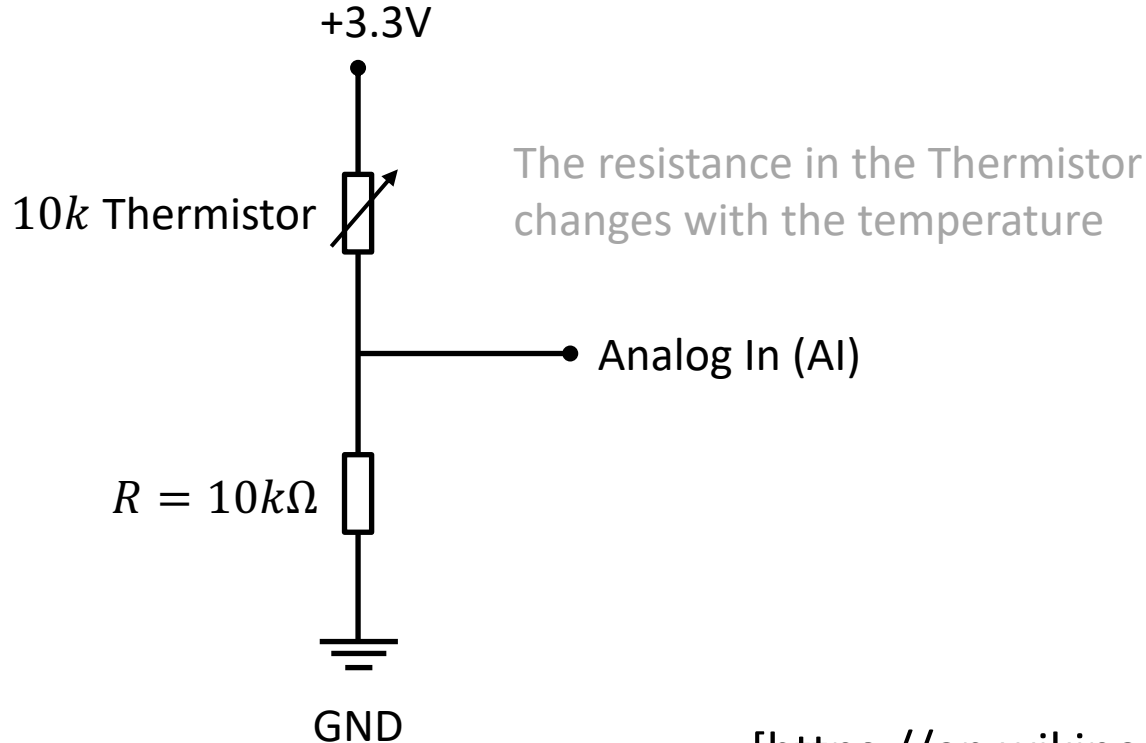 +3.3V
The resistance in the Thermistor
10k Thermistor
changes with the temperature
Analog In (AI)
R = 10kΩ
GND